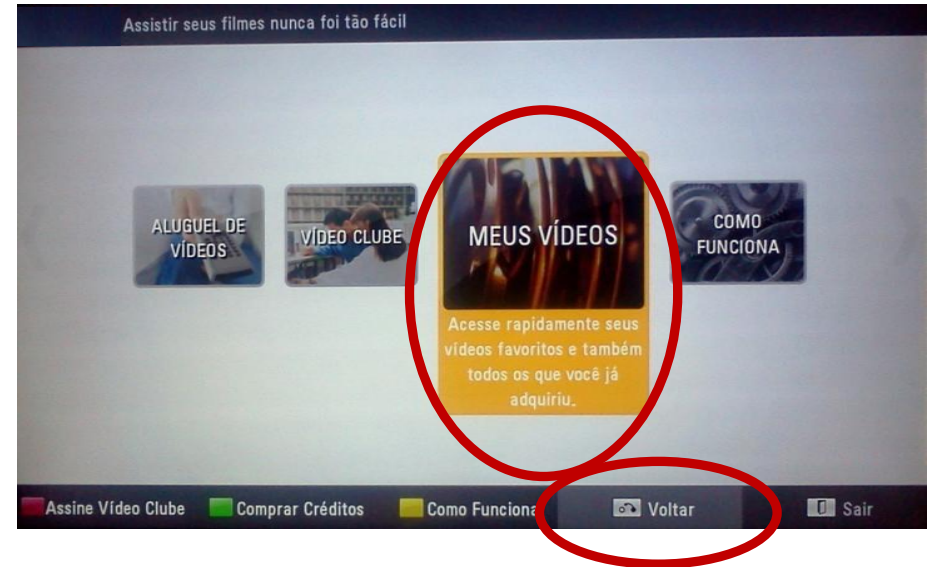 Assistir seus filmes nunca foi tão fácil
ALUGUEL DE
VÍDEOS
VÍDEO CLUBE
MEUS VÍDEOS
Acesse rapidamente seus
vídeos favoritos e também
todos os que você já
adquiriu.
COMO
FUNCIONA
Assine Vídeo Clube
Comprar Créditos
Como Funciona
Voltar
Sair